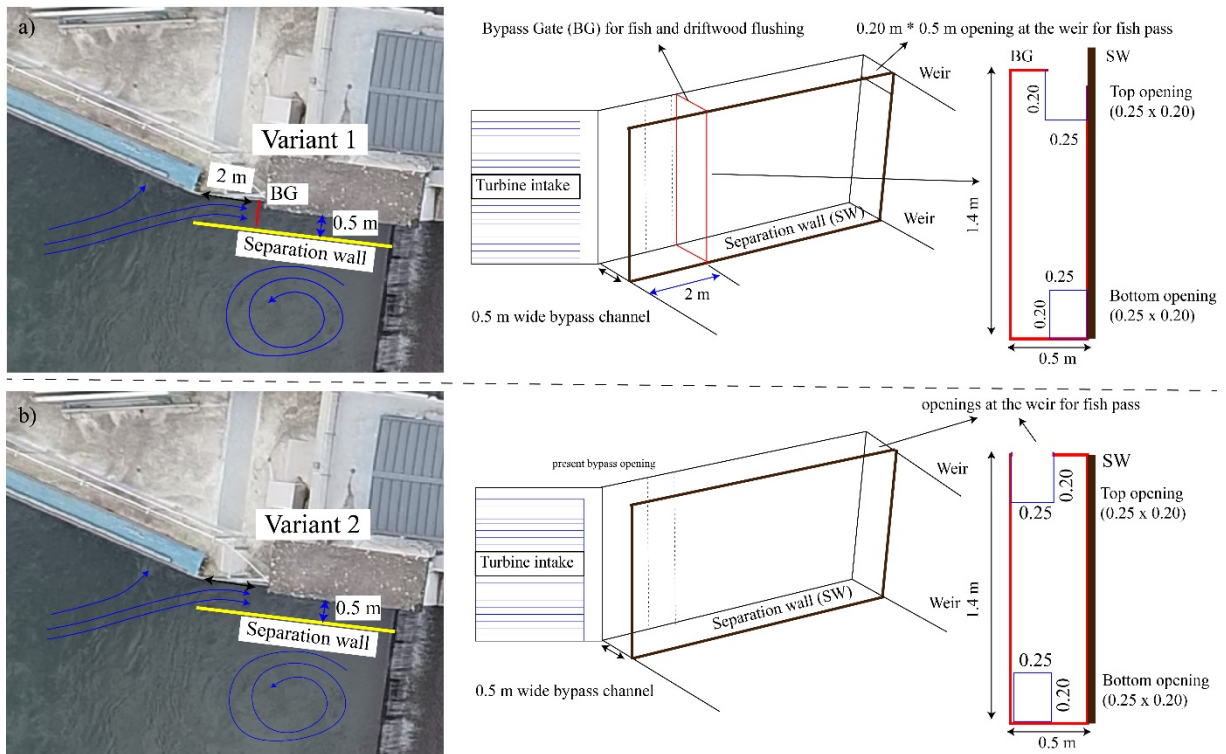 a)
Variant 1
2 m
BG
0.5 m
Separation wall
Bypass Gate (BG) for fish and driftwood flushing
0.20 m * 0.5 m opening at the weir for fish pass
Weir
Turbine intake
Separation wall (SW)
Weir
2 m
0.5 m wide bypass channel
BG
SW
0.20
0.25
Top opening
(0.25 x 0.20)
1.4 m
0.25
0.20
Bottom opening
(0.25 x 0.20)
0.5 m
b)
Variant 2
0.5 m
Separation wall
openings at the weir for fish pass
present bypass opening
Weir
Turbine intake
Separation wall (SW)
Weir
0.5 m wide bypass channel
SW
0.20
0.25
Top opening
(0.25 x 0.20)
1.4 m
0.25
0.20
Bottom opening
(0.25 x 0.20)
0.5 m